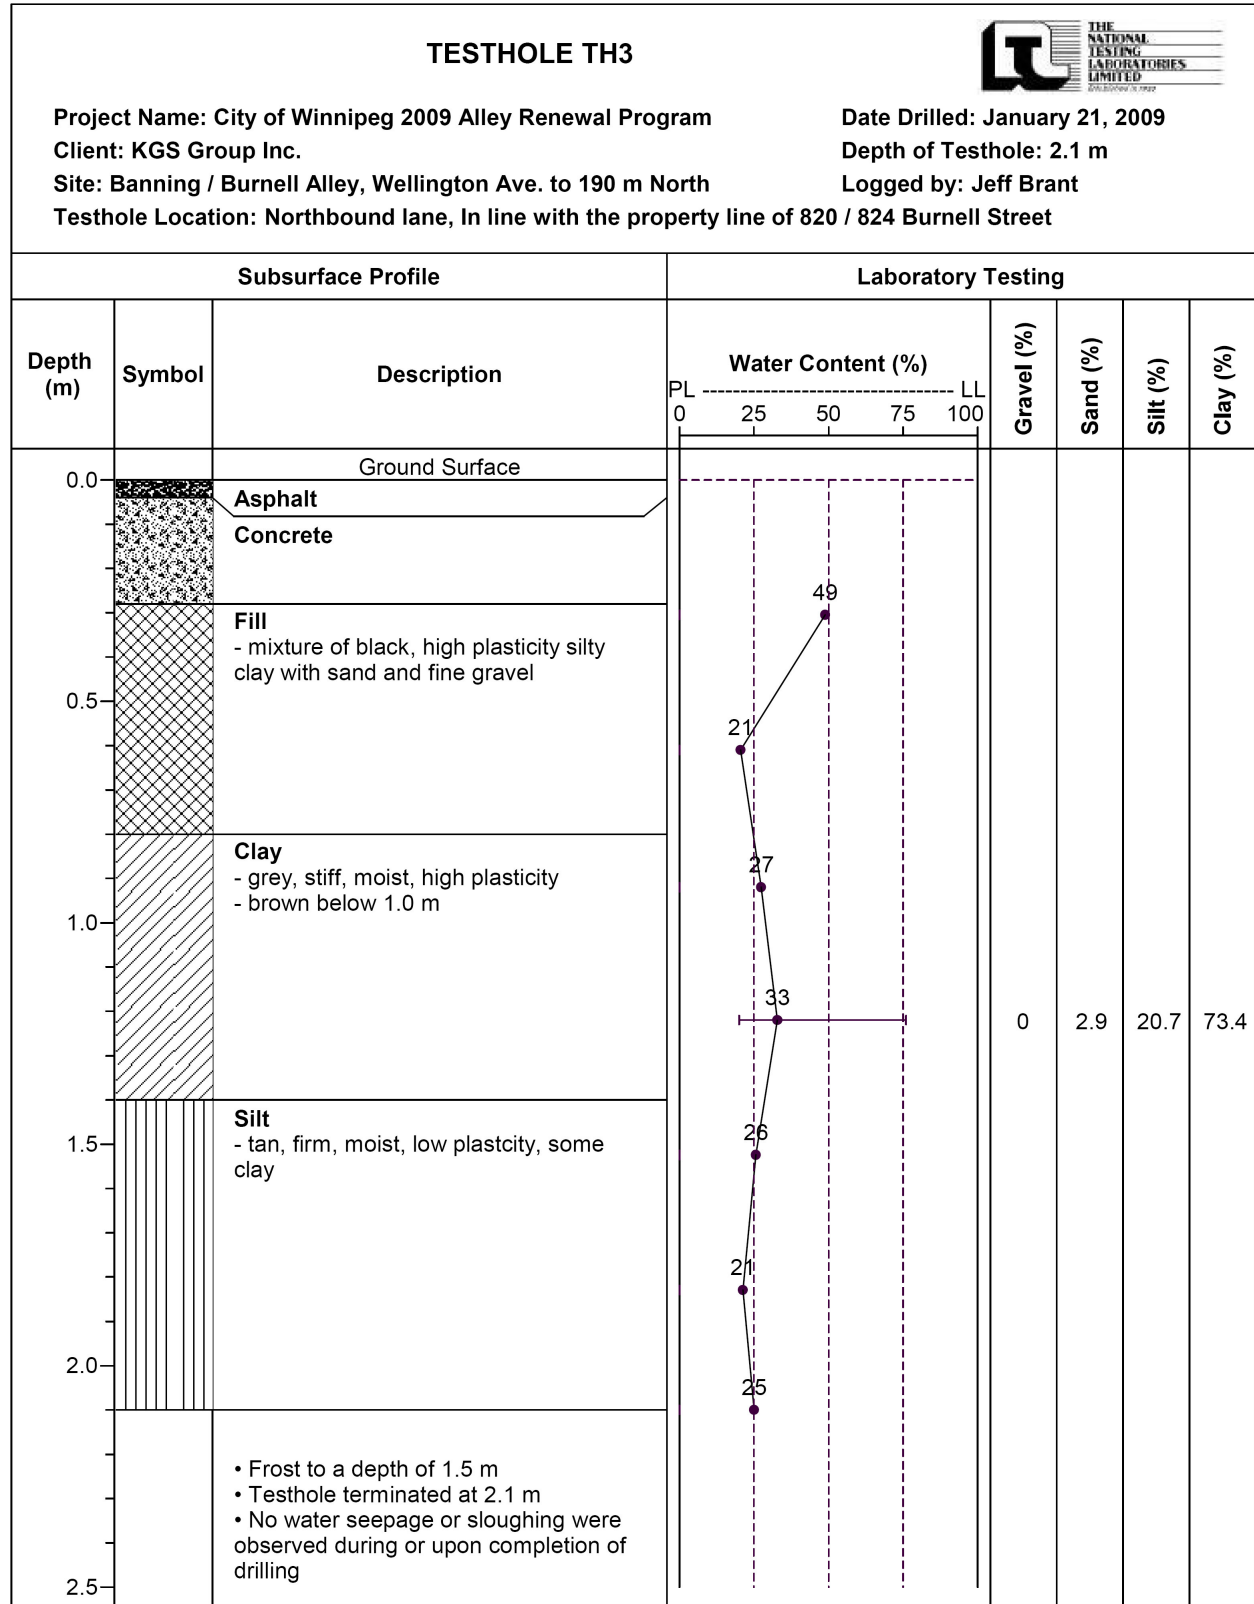 TESTHOLE TH3
THE
NATIONAL
TESTING
LABORATORIES
LIMITED
Established in 1923
Project Name: City of Winnipeg 2009 Alley Renewal Program
Date Drilled: January 21, 2009
Client: KGS Group Inc.
Depth of Testhole: 2.1 m
Site: Banning / Burnell Alley, Wellington Ave. to 190 m North
Logged by: Jeff Brant
Testhole Location: Northbound lane, In line with the property line of 820 / 824 Burnell Street
Subsurface Profile
Laboratory Testing
Depth
(m)
Symbol
Description
Water Content (%)
PL LL
0 25 50 75 100
Gravel (%)
Sand (%)
Silt (%)
Clay (%)
Ground Surface
0.0
Asphalt
Concrete
49
Fill
- mixture of black, high plasticity silty
clay with sand and fine gravel
0.5
21
Clay
- grey, stiff, moist, high plasticity
- brown below 1.0 m
27
1.0
33
0 2.9 20.7 73.4
Silt
- tan, firm, moist, low plastcity, some
clay
1.5
26
21
2.0
25
• Frost to a depth of 1.5 m
• Testhole terminated at 2.1 m
• No water seepage or sloughing were
observed during or upon completion of
drilling
2.5